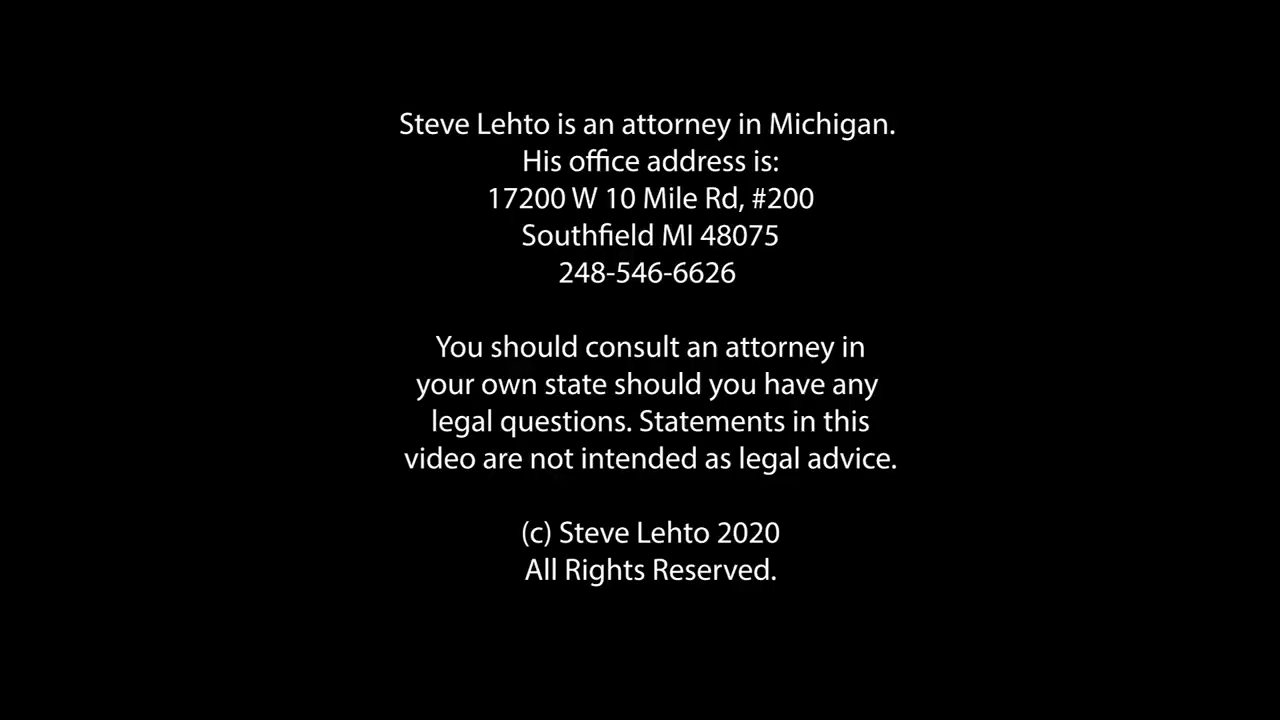 Steve Lehto is an attorney in Michigan.
His office address is:
17200 W 10 Mile Rd, #200
Southfield MI 48075
248-546-6626
You should consult an attorney in
your own state should you have any
legal questions. Statements in this
video are not intended as legal advice.
(c) Steve Lehto 2020
All Rights Reserved.